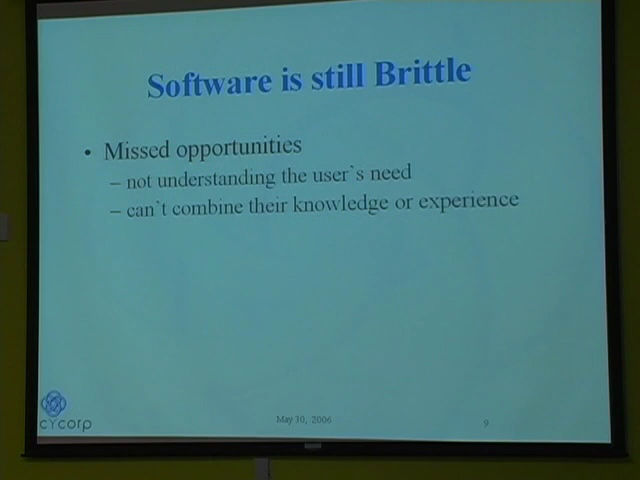 Software is still Brittle
• Missed opportunities
– not understanding the user`s need
– can`t combine their knowledge or experience
cycorp
May 30, 2006
9